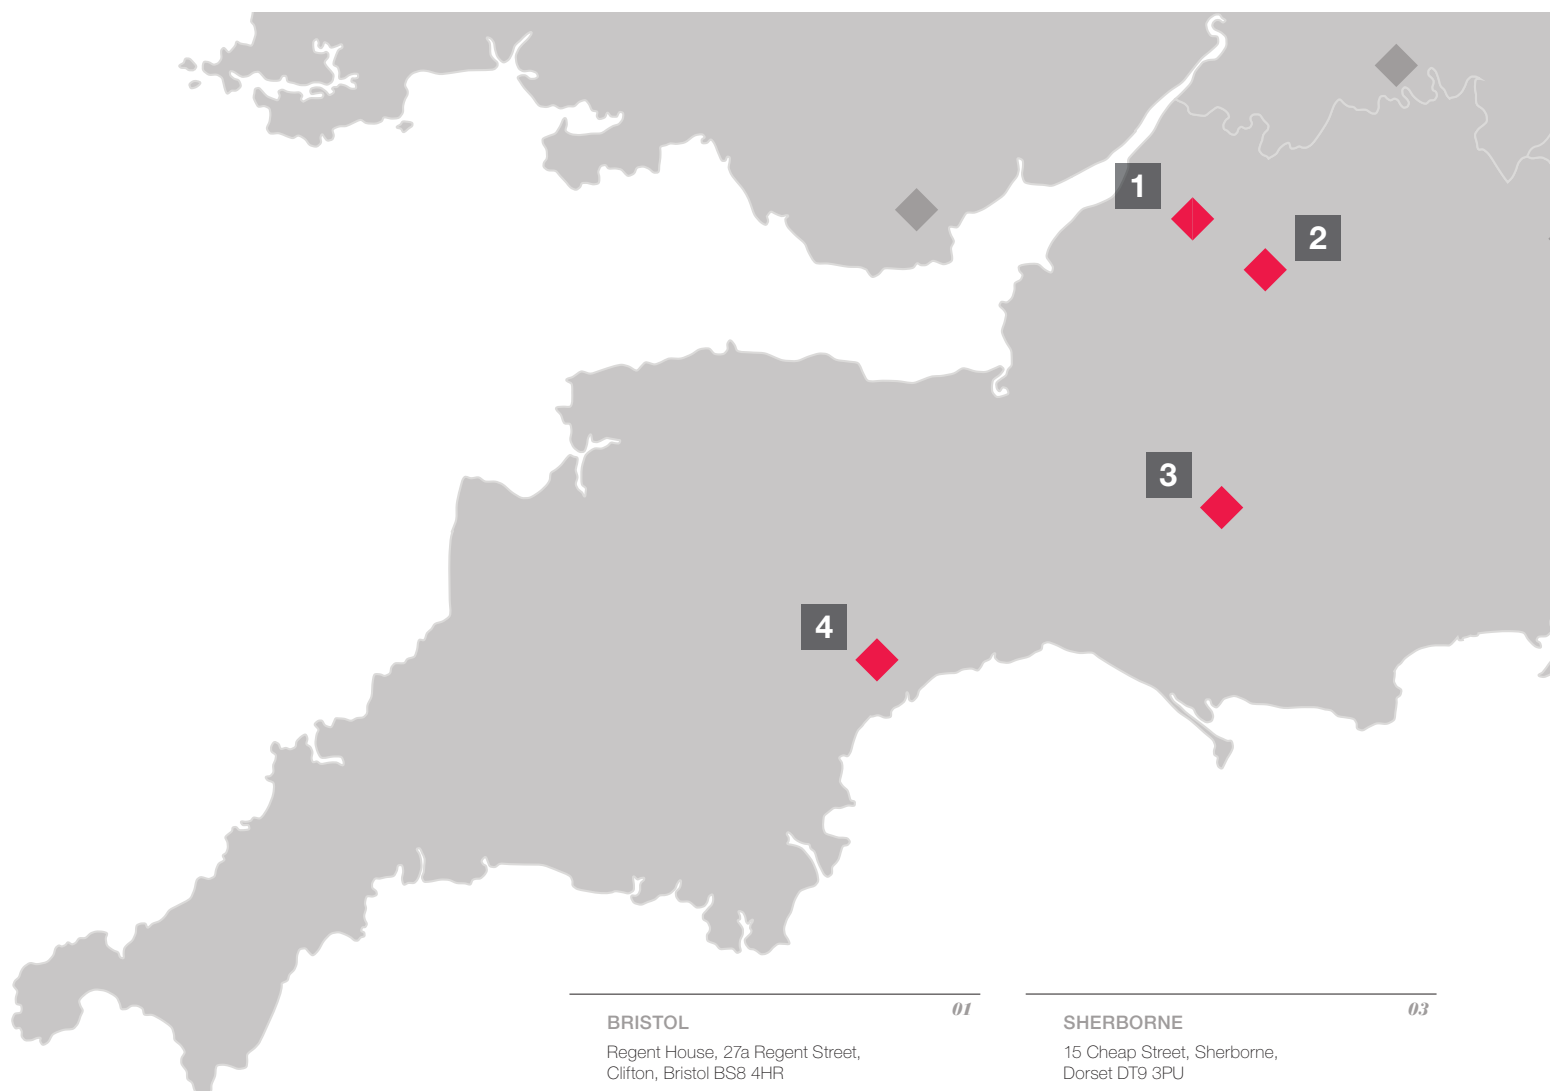 1
2
3
4
01
BRISTOL
Regent House, 27a Regent Street,
Clifton, Bristol BS8 4HR
03
SHERBORNE
15 Cheap Street, Sherborne,
Dorset DT9 3PU